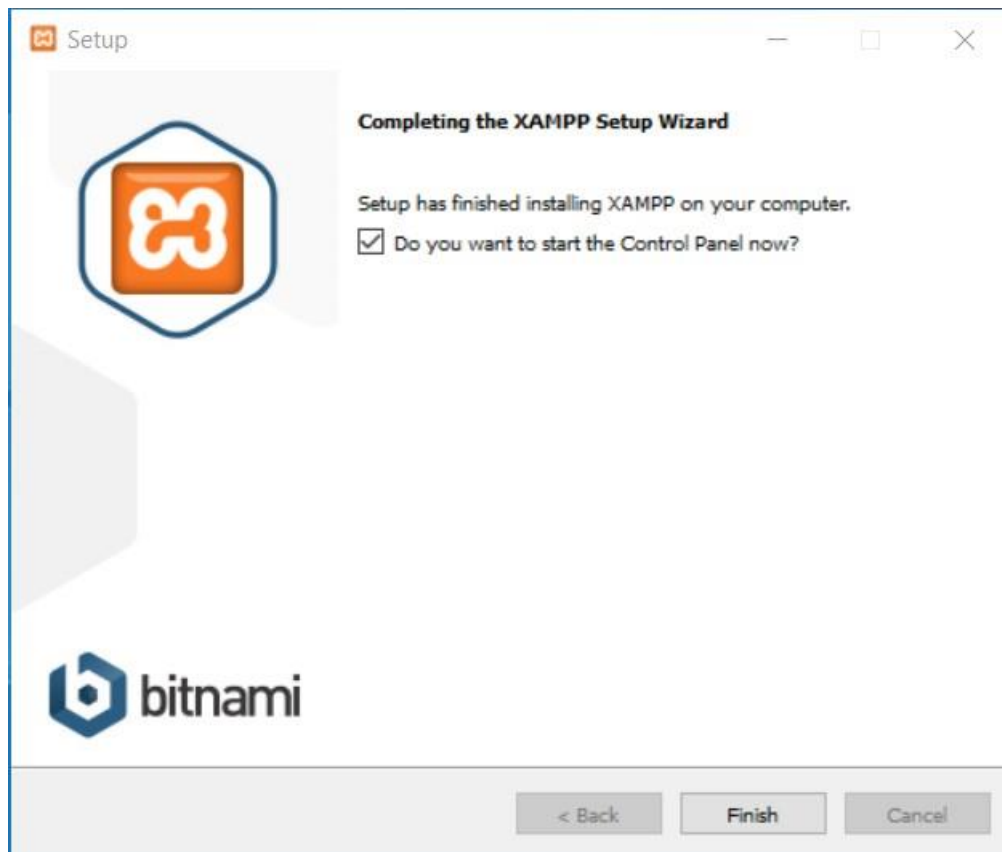 Setup
Completing the XAMPP Setup Wizard
Setup has finished installing XAMPP on your computer.
Do you want to start the Control Panel now?
bitnami
< Back
Finish
Cancel